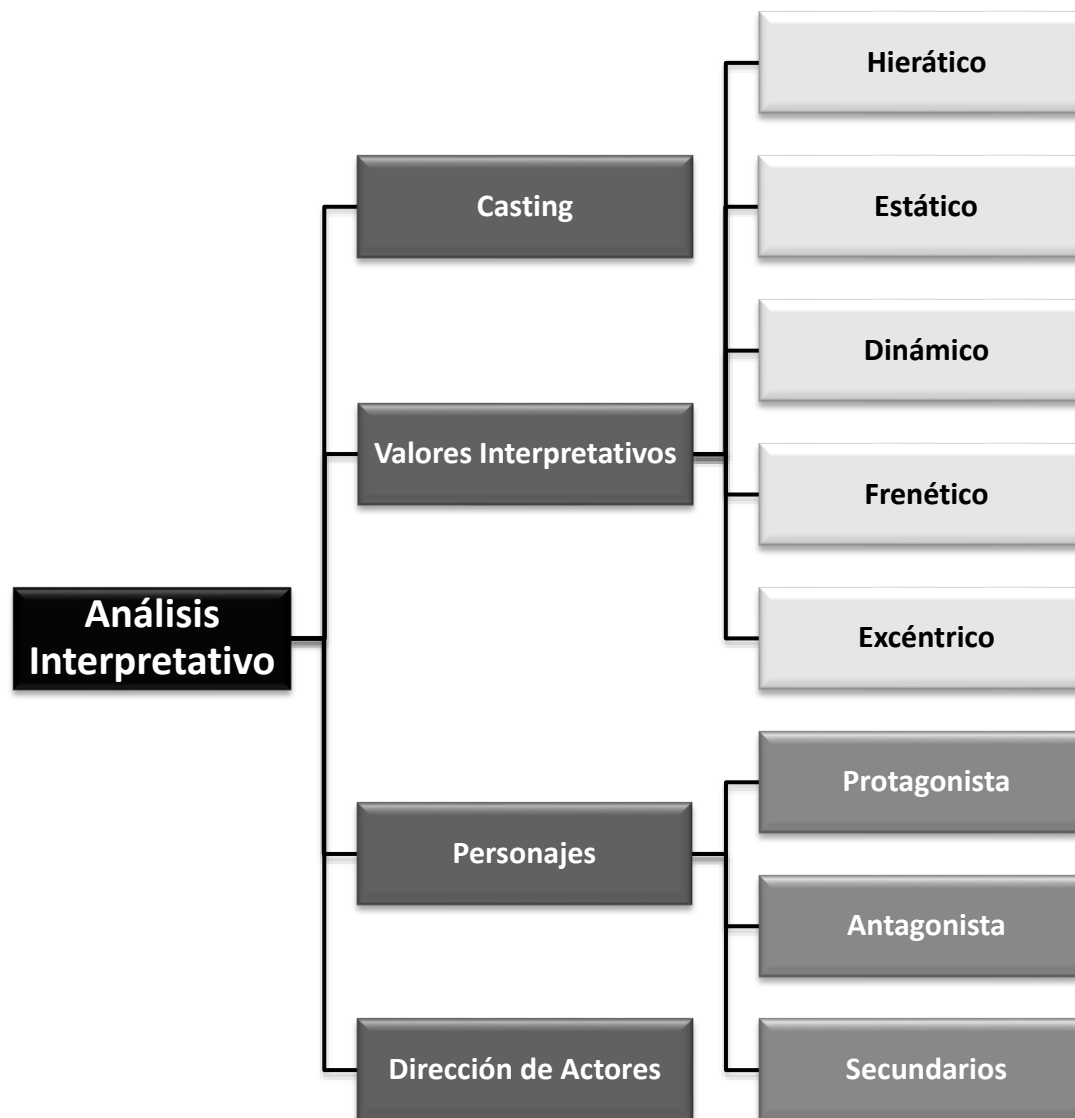 Hierático
Casting
Estático
Dinámico
Valores Interpretativos
Frenético
Análisis
Interpretativo
Excéntrico
Protagonista
Personajes
Antagonista
Dirección de Actores
Secundarios